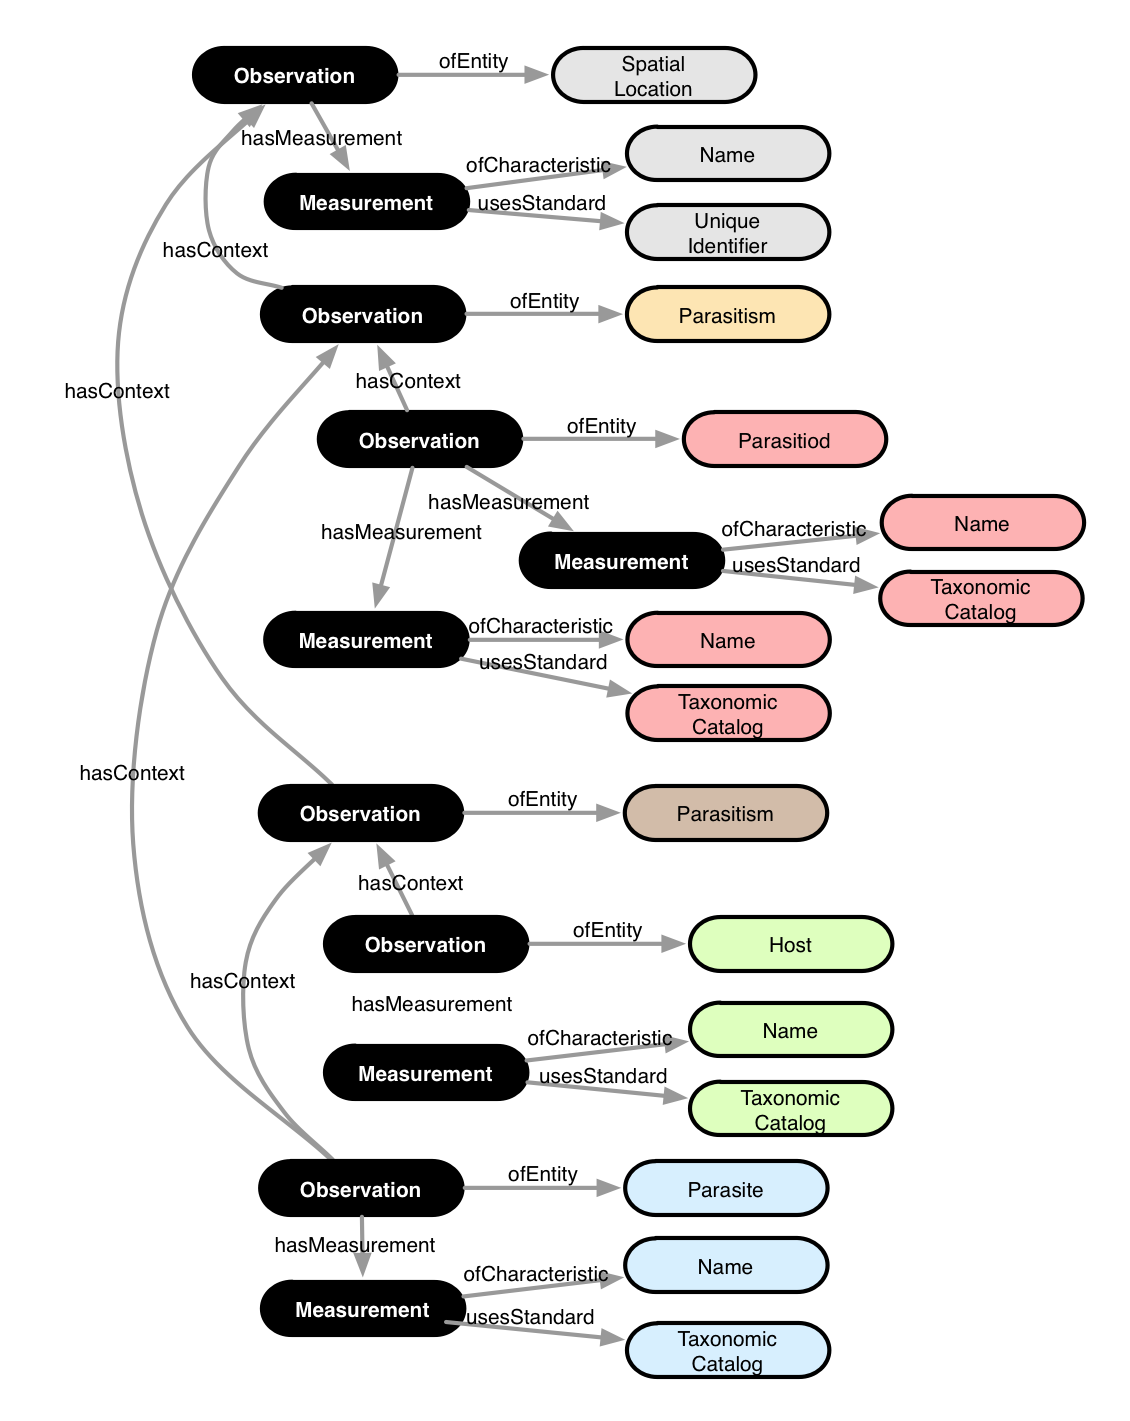 Observation
ofEntity
Spatial
Location
hasMeasurement
Measurement
ofCharacteristic
Name
usesStandard
Unique
Identifier
hasContext
Observation
ofEntity
Parasitism
hasContext
hasContext
Observation
ofEntity
Parasitiod
hasMeasurement
hasMeasurement
Measurement
ofCharacteristic
Name
usesStandard
Taxonomic
Catalog
Measurement
ofCharacteristic
Name
usesStandard
Taxonomic
Catalog
hasContext
Observation
ofEntity
Parasitism
hasContext
Observation
ofEntity
Host
hasContext
hasMeasurement
Measurement
ofCharacteristic
Name
usesStandard
Taxonomic
Catalog
Observation
ofEntity
Parasite
hasMeasurement
Measurement
ofCharacteristic
Name
usesStandard
Taxonomic
Catalog